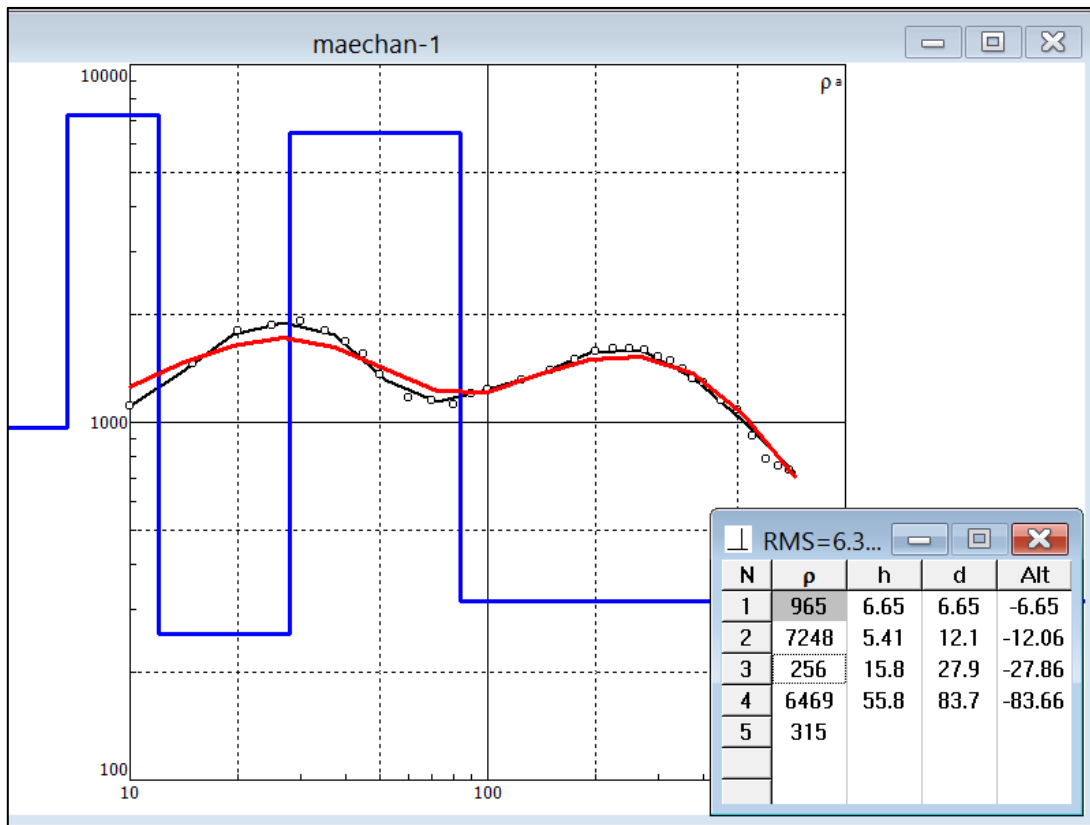 maechan-1
10000
ρ a
1000
100
10
100
RMS=6.3...
N ρ h d Alt
1 965 6.65 6.65 -6.65
2 7248 5.41 12.1 -12.06
3 256 15.8 27.9 -27.86
4 6469 55.8 83.7 -83.66
5 315